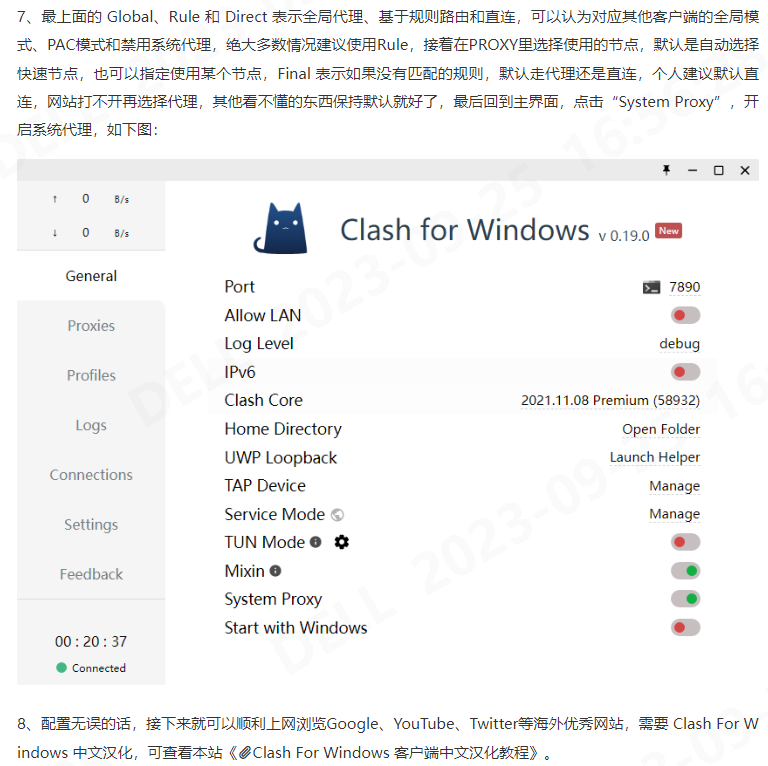 7、最上面的 Global、Rule 和 Direct 表示全局代理、基于规则路由和直连，可以认为对应其他客户端的全局模
式、PAC模式和禁用系统代理，绝大多数情况建议使用Rule，接着在PROXY里选择使用的节点，默认是自动选择
快速节点，也可以指定使用某个节点，Final 表示如果没有匹配的规则，默认走代理还是直连，个人建议默认直
连，网站打不开再选择代理，其他看不懂的东西保持默认就好了，最后回到主界面，点击“System Proxy”，开
启系统代理，如下图：
↑ 0 B/s
↓ 0 B/s
General
Proxies
Profiles
Logs
Connections
Settings
Feedback
00 : 20 : 37
Connected
Clash for Windows v 0.19.0 New
Port 7890
Allow LAN
Log Level debug
IPv6
Clash Core 2021.11.08 Premium (58932)
Home Directory Open Folder
UWP Loopback Launch Helper
TAP Device Manage
Service Mode Manage
TUN Mode
Mixin
System Proxy
Start with Windows
8、配置无误的话，接下来就可以顺利上网浏览Google、YouTube、Twitter等海外优秀网站，需要 Clash For W
indows 中文汉化，可查看本站《Clash For Windows 客户端中文汉化教程》。
DELL 2023-09-25 16:56